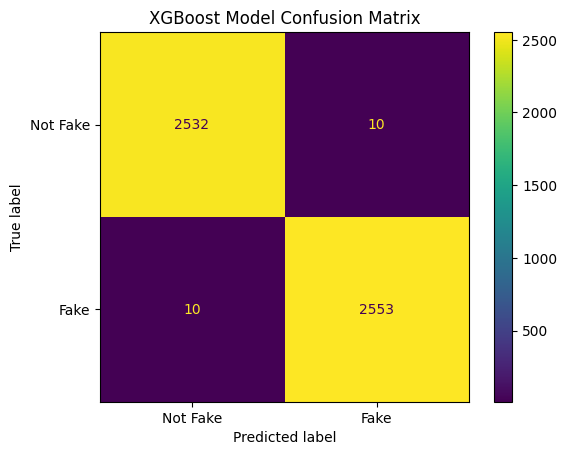 XGBoost Model Confusion Matrix
True label
Not Fake
2532
10
Fake
10
2553
Not Fake
Fake
Predicted label
2500
2000
1500
1000
500